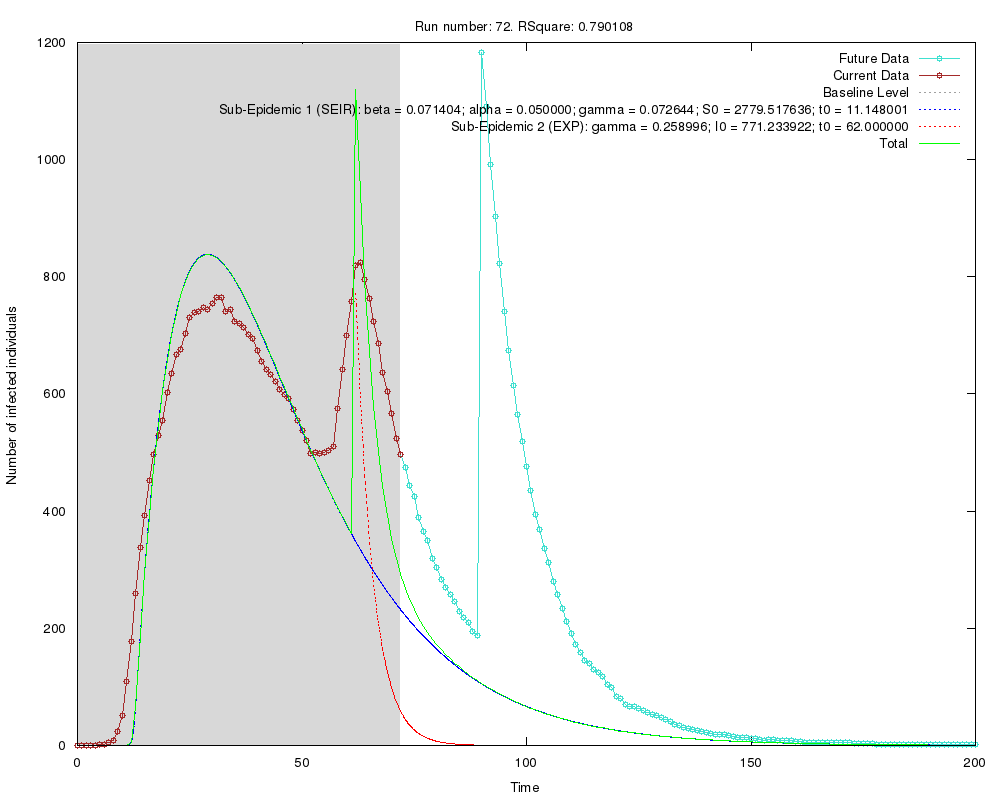 Run number: 72. RSquare: 0.790108
1200
1000
800
600
400
200
0
Number of infected individuals
Future Data
Current Data
Baseline Level
Sub-Epidemic 1 (SEIR): beta = 0.071404; alpha = 0.050000; gamma = 0.072644; S0 = 2779.517636; t0 = 11.148001
Sub-Epidemic 2 (EXP): gamma = 0.258996; I0 = 771.233922; t0 = 62.000000
Total
0 50 100 150 200
Time